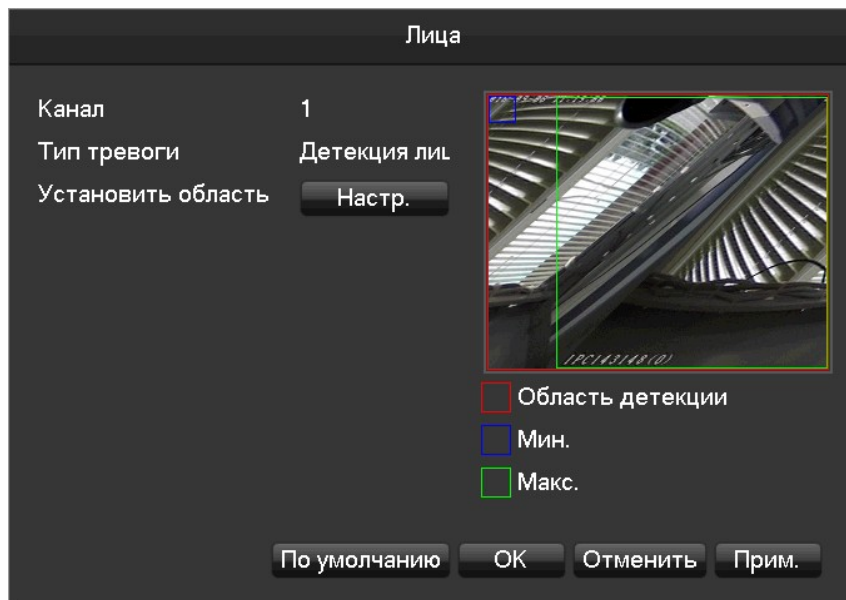 Лица
Канал 1
Тип тревоги Детекция лиц
Установить область Настр.
IPC143148(0)
Область детекции
Мин.
Макс.
По умолчанию OK Отменить Прим.